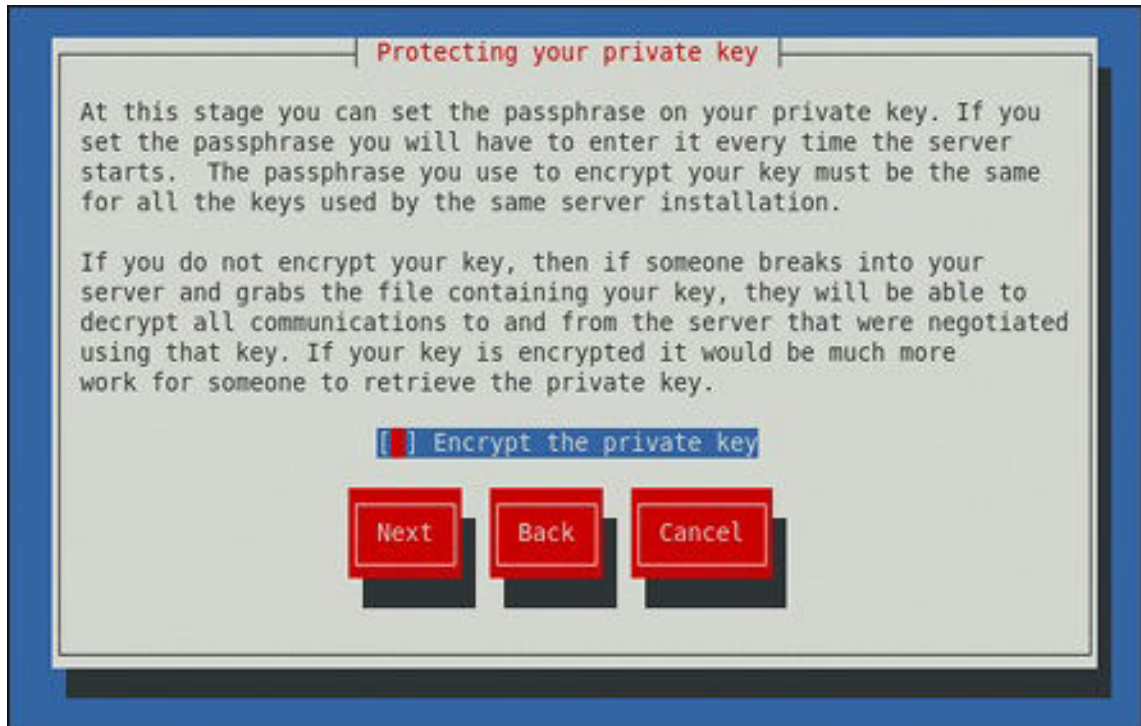 Protecting your private key
At this stage you can set the passphrase on your private key. If you
set the passphrase you will have to enter it every time the server
starts.  The passphrase you use to encrypt your key must be the same
for all the keys used by the same server installation.
If you do not encrypt your key, then if someone breaks into your
server and grabs the file containing your key, they will be able to
decrypt all communications to and from the server that were negotiated
using that key. If your key is encrypted it would be much more
work for someone to retrieve the private key.
[ ] Encrypt the private key
Next Back Cancel